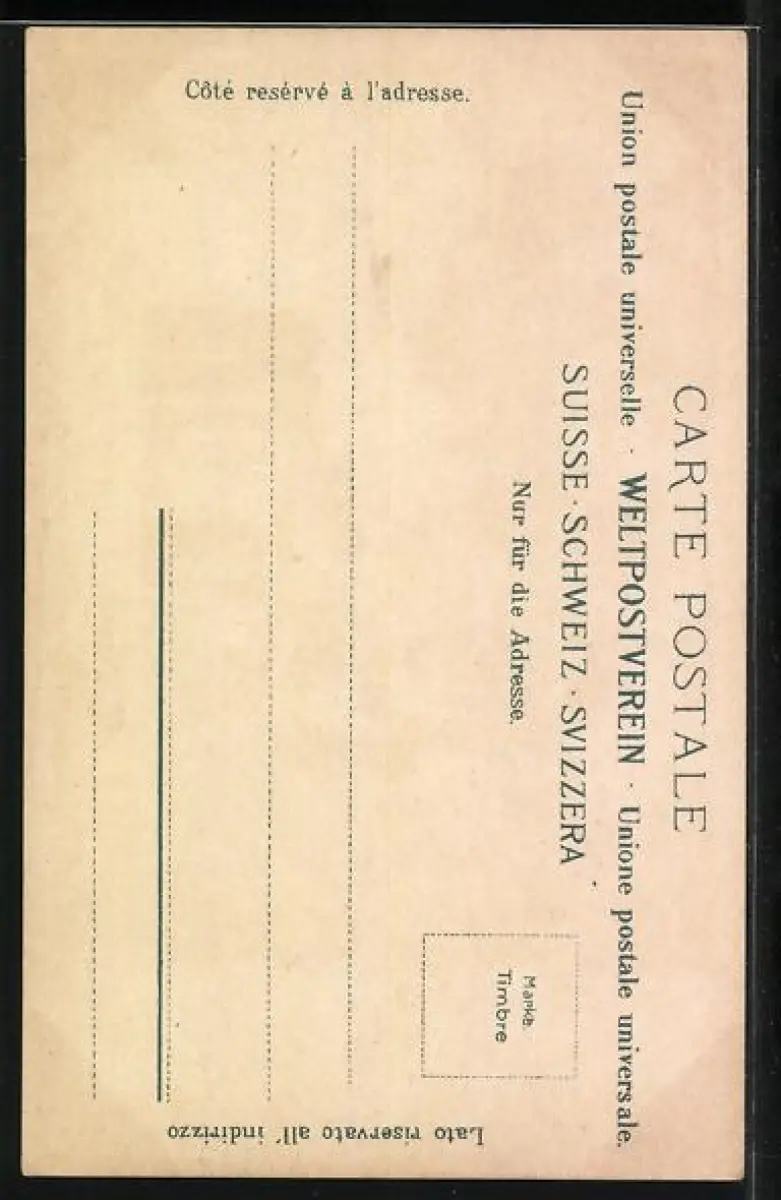 CARTE POSTALE
Union postale universelle · WELTPOSTVEREIN · Unione postale universale.
SUISSE · SCHWEIZ · SVIZZERA
Nur für die Adresse.
Marke.
Timbre
Côté resérvé à l'adresse.
Lato riservato all' indirizzo